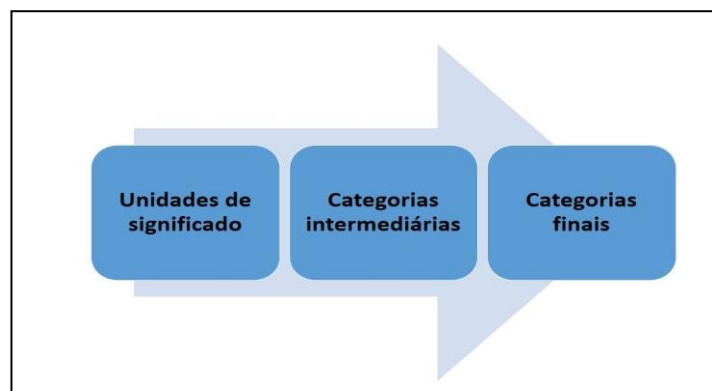 Unidades de
significado
Categorias
intermediárias
Categorias
finais